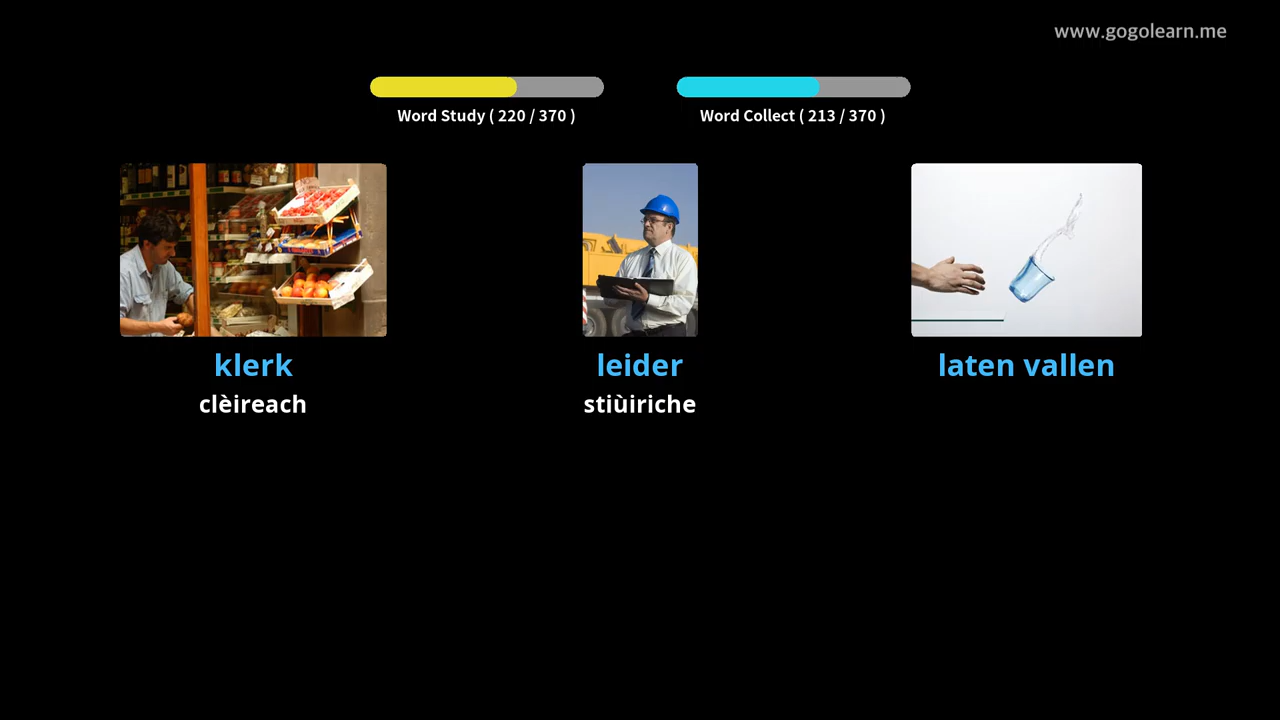 www.gogolearn.me
Word Study ( 220 / 370 )
Word Collect ( 213 / 370 )
klerk
leider
laten vallen
clèireach
stiùiriche